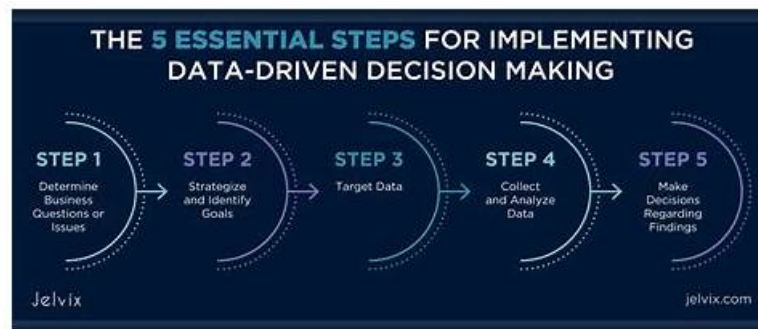 THE 5 ESSENTIAL STEPS FOR IMPLEMENTING
DATA-DRIVEN DECISION MAKING
STEP 1
Determine
Business
Questions or
Issues
STEP 2
Strategize
and Identify
Goals
STEP 3
Target Data
STEP 4
Collect
and Analyze
Data
STEP 5
Make
Decisions
Regarding
Findings
Jelvix
jelvix.com